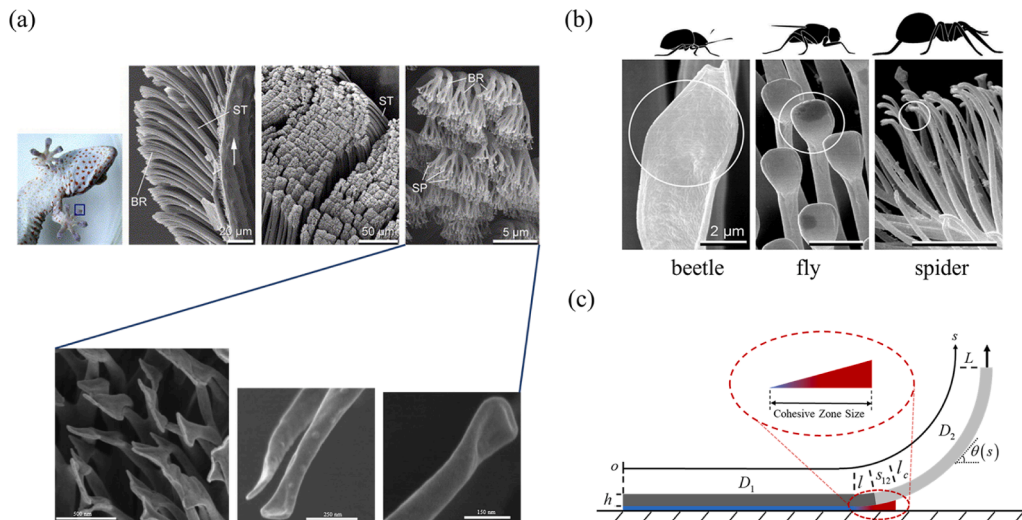 (a)
ST
BR
20 μm
ST
50 μm
BR
SP
5 μm
500 nm
250 nm
150 nm
(b)
2 μm
beetle
fly
spider
(c)
s
L
Cohesive Zone Size
D₂
θ(s)
o
D₁
l
s₁₂
l_c
h